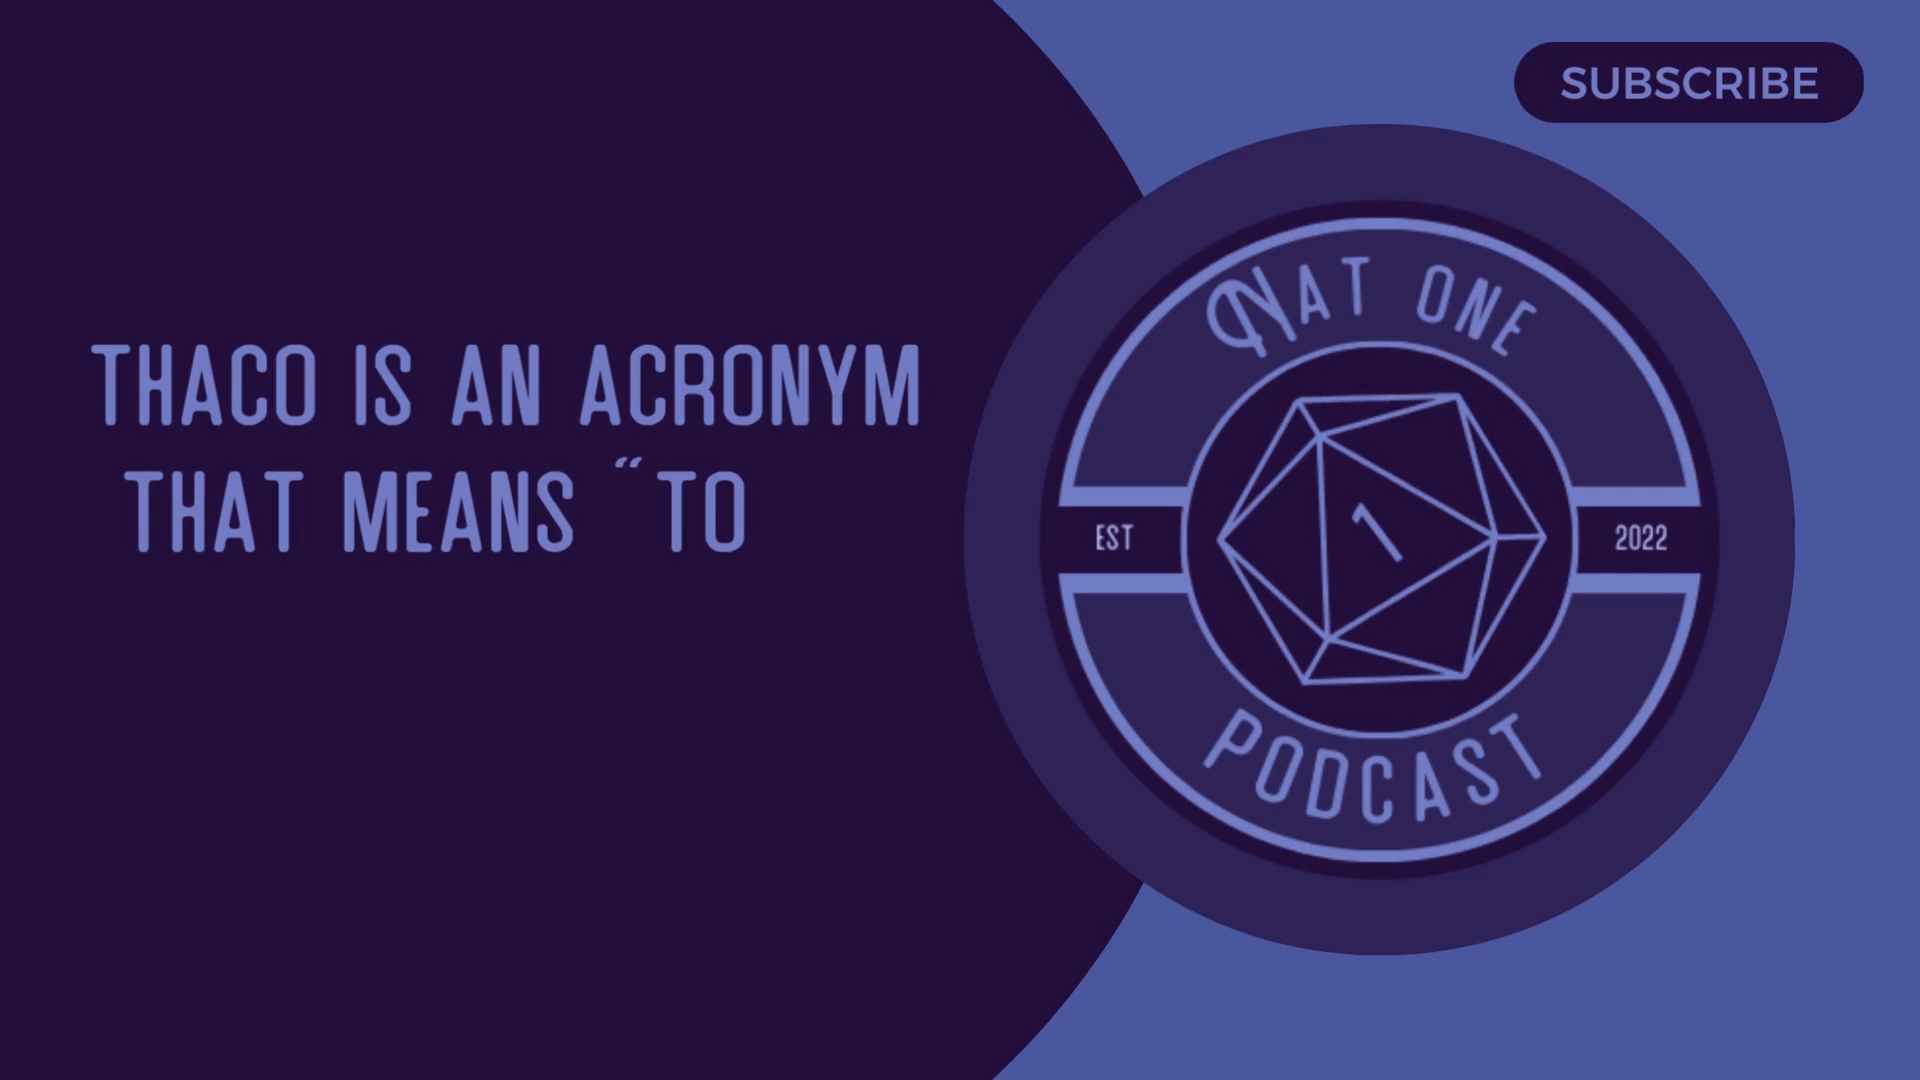 SUBSCRIBE
THACO IS AN ACRONYM
THAT MEANS “TO
NAT ONE
1
EST 2022
PODCAST